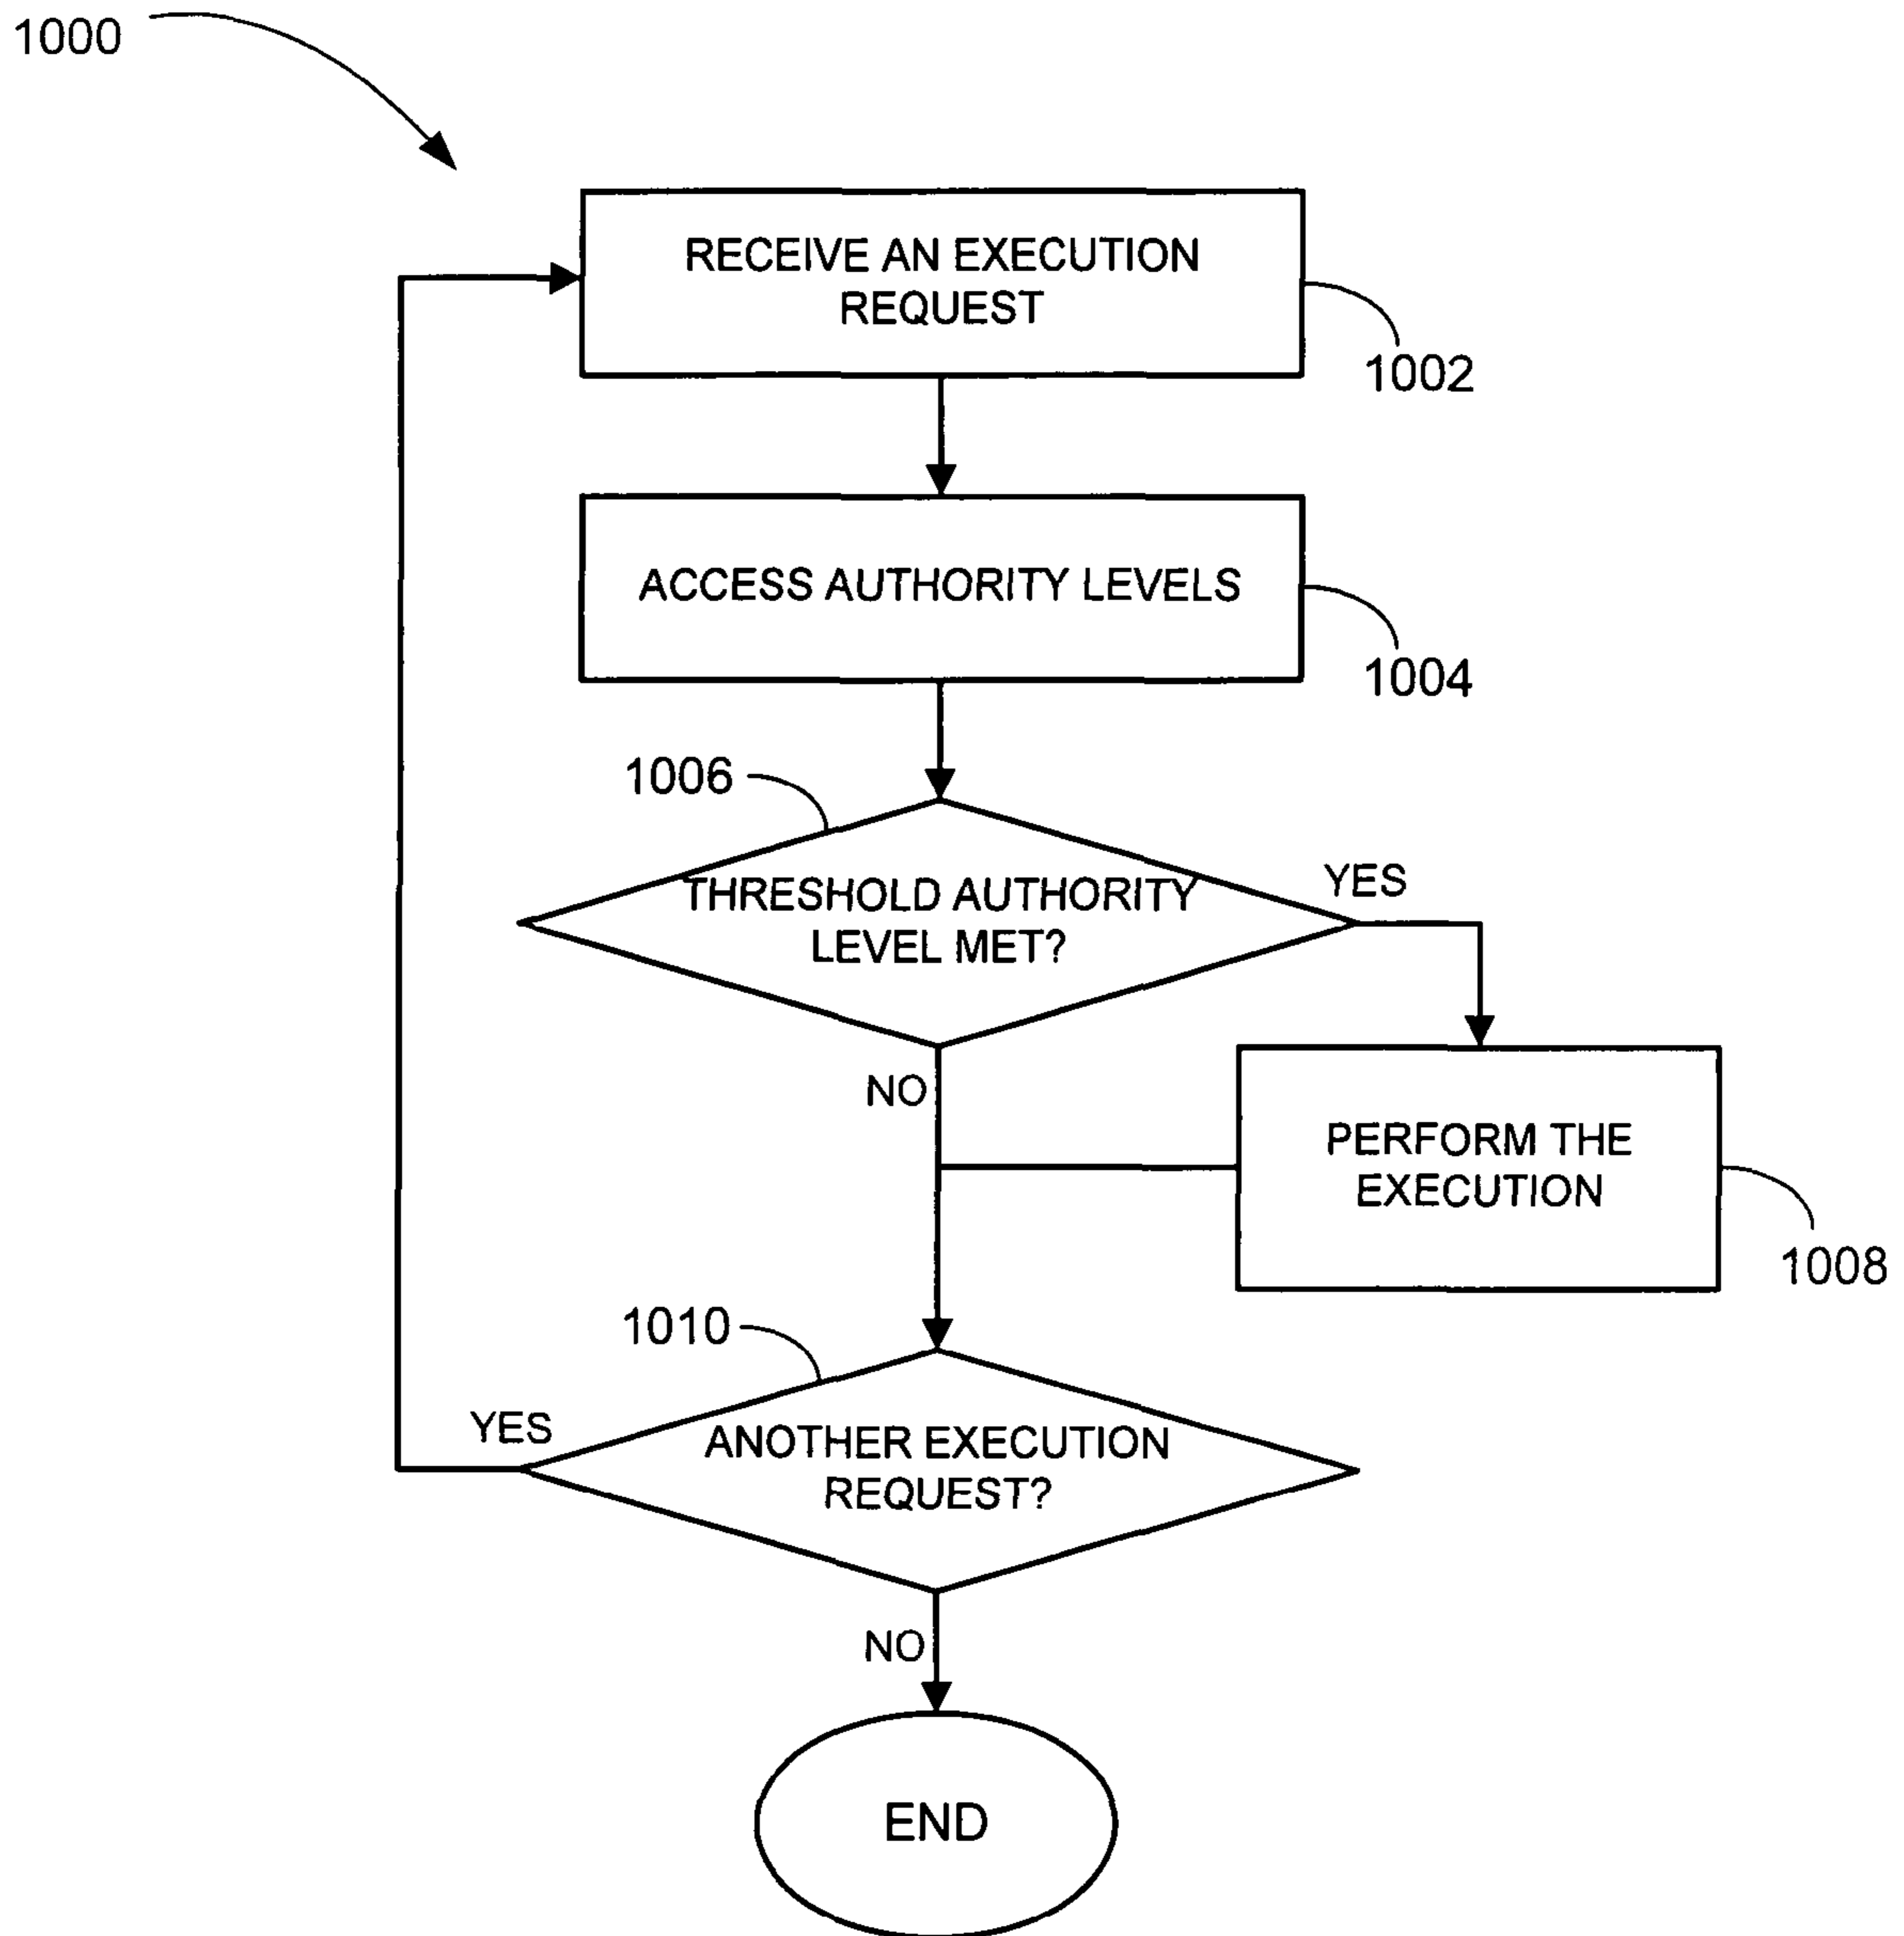 1000
RECEIVE AN EXECUTION
REQUEST
1002
ACCESS AUTHORITY LEVELS
1004
1006
THRESHOLD AUTHORITY
LEVEL MET?
YES
NO
PERFORM THE
EXECUTION
1008
1010
YES
ANOTHER EXECUTION
REQUEST?
NO
END